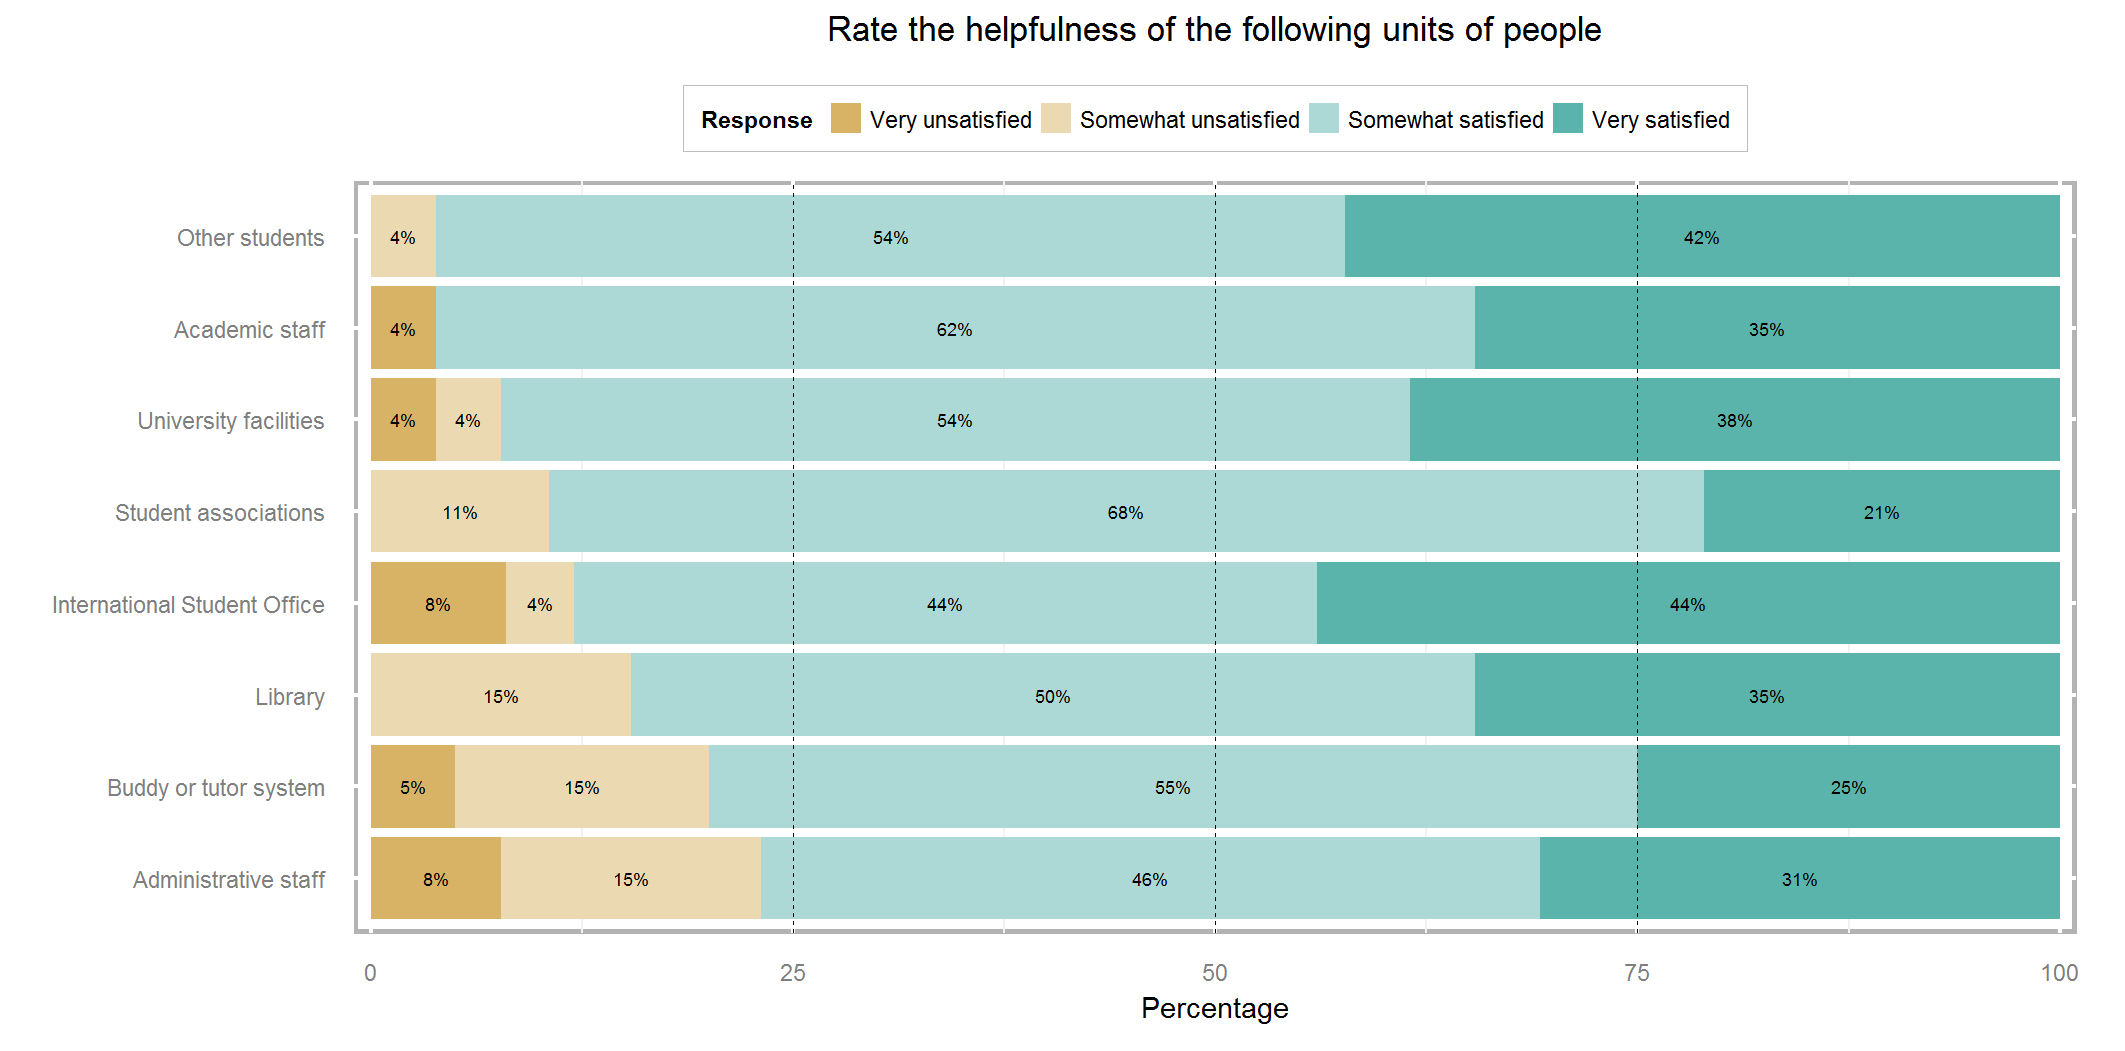 Rate the helpfulness of the following units of people
Response Very unsatisfied Somewhat unsatisfied Somewhat satisfied Very satisfied
Other students 4% 54% 42%
Academic staff 4% 62% 35%
University facilities 4% 4% 54% 38%
Student associations 11% 68% 21%
International Student Office 8% 4% 44% 44%
Library 15% 50% 35%
Buddy or tutor system 5% 15% 55% 25%
Administrative staff 8% 15% 46% 31%
0 25 50 75 100
Percentage